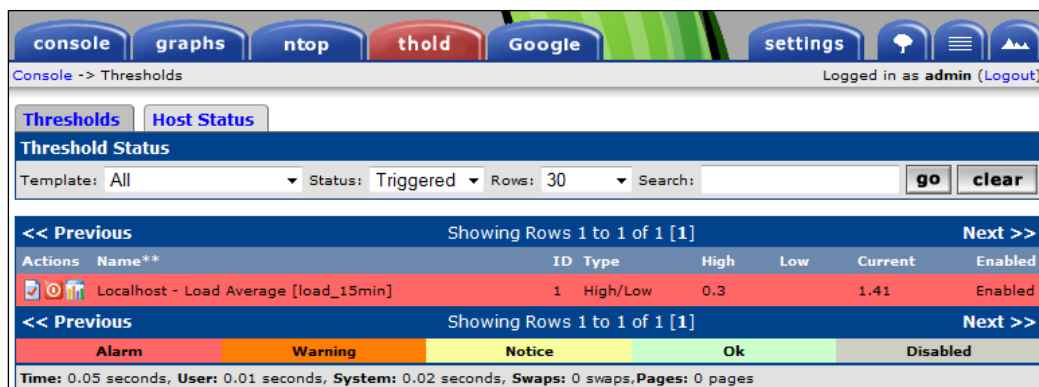 console graphs ntop thold Google settings
Console -> Thresholds Logged in as admin (Logout)
Thresholds Host Status
Threshold Status
Template: All Status: Triggered Rows: 30 Search: go clear
<< Previous Showing Rows 1 to 1 of 1 [1] Next >>
Actions Name** ID Type High Low Current Enabled
Localhost - Load Average [load_15min] 1 High/Low 0.3 1.41 Enabled
<< Previous Showing Rows 1 to 1 of 1 [1] Next >>
Alarm Warning Notice Ok Disabled
Time: 0.05 seconds, User: 0.01 seconds, System: 0.02 seconds, Swaps: 0 swaps,Pages: 0 pages